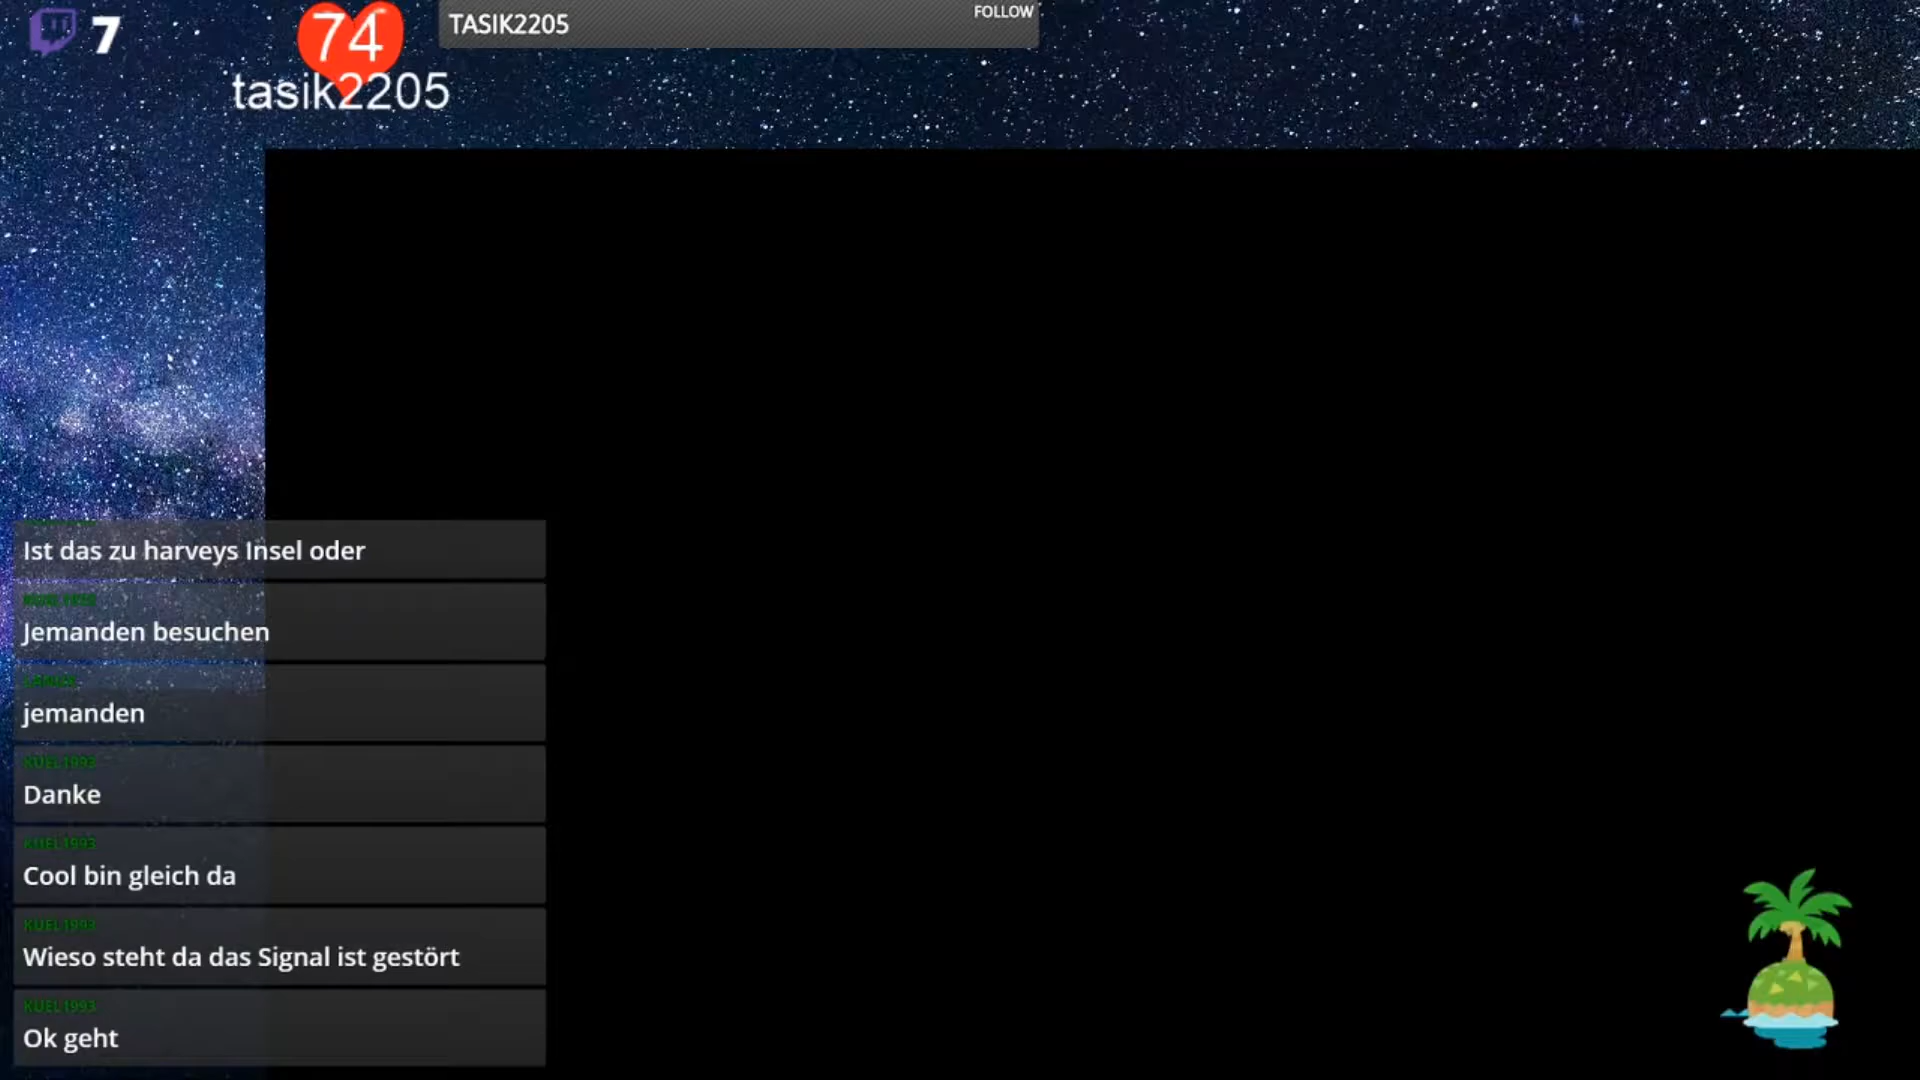 7
74
tasik2205
TASIK2205
FOLLOW
Ist das zu harveys Insel oder
Jemanden besuchen
jemanden
KUEL1993
Danke
KUEL1993
Cool bin gleich da
KUEL1993
Wieso steht da das Signal ist gestört
KUEL1993
Ok geht